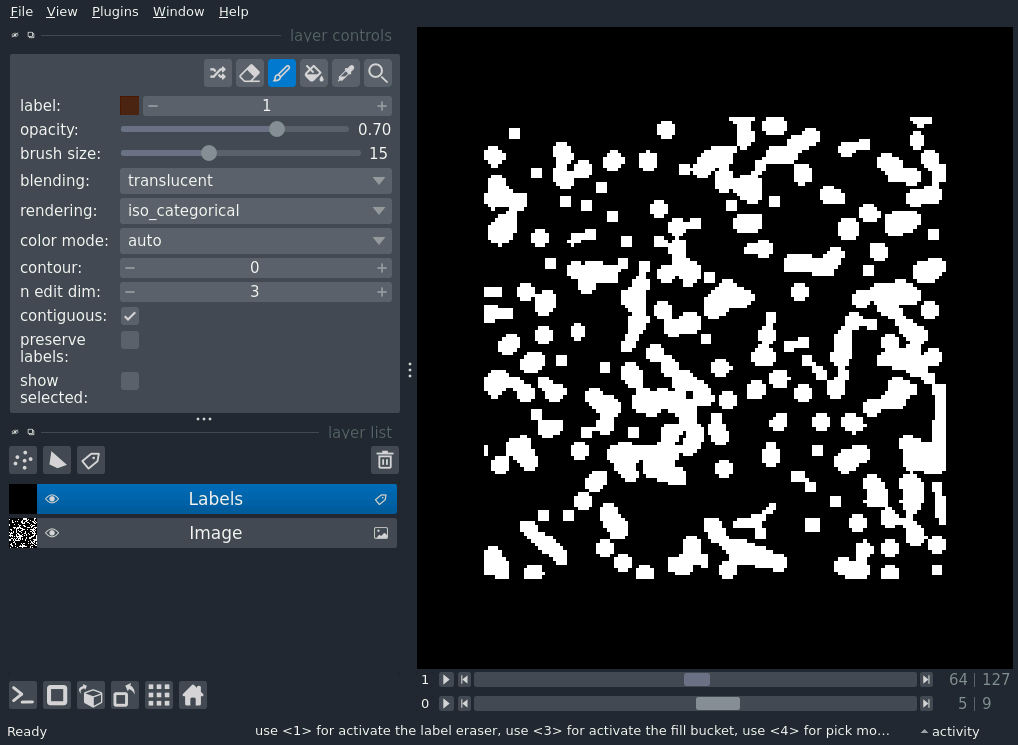 File View Plugins Window Help
layer controls
label: 1
opacity: 0.70
brush size: 15
blending: translucent
rendering: iso_categorical
color mode: auto
contour: 0
n edit dim: 3
contiguous:
preserve
labels:
show
selected:
layer list
Labels
Image
1 64 | 127
0 5 | 9
Ready use <1> for activate the label eraser, use <3> for activate the fill bucket, use <4> for pick mo... activity